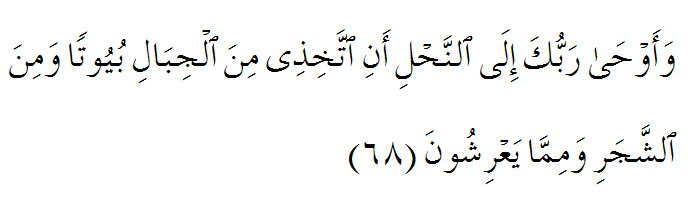 وَأَوْحَىٰ رَبُّكَ إِلَى ٱلنَّحْلِ أَنِ ٱتَّخِذِى مِنَ ٱلْجِبَالِ بُيُوتًا وَمِنَ
ٱلشَّجَرِ وَمِمَّا يَعْرِشُونَ (٦٨)